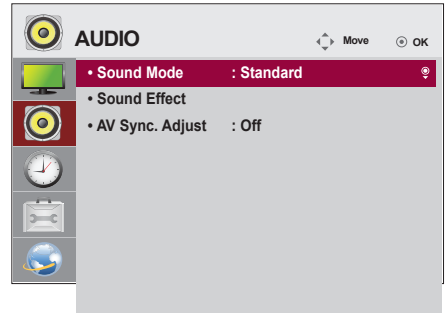 AUDIO Move OK
• Sound Mode : Standard
• Sound Effect
• AV Sync. Adjust : Off